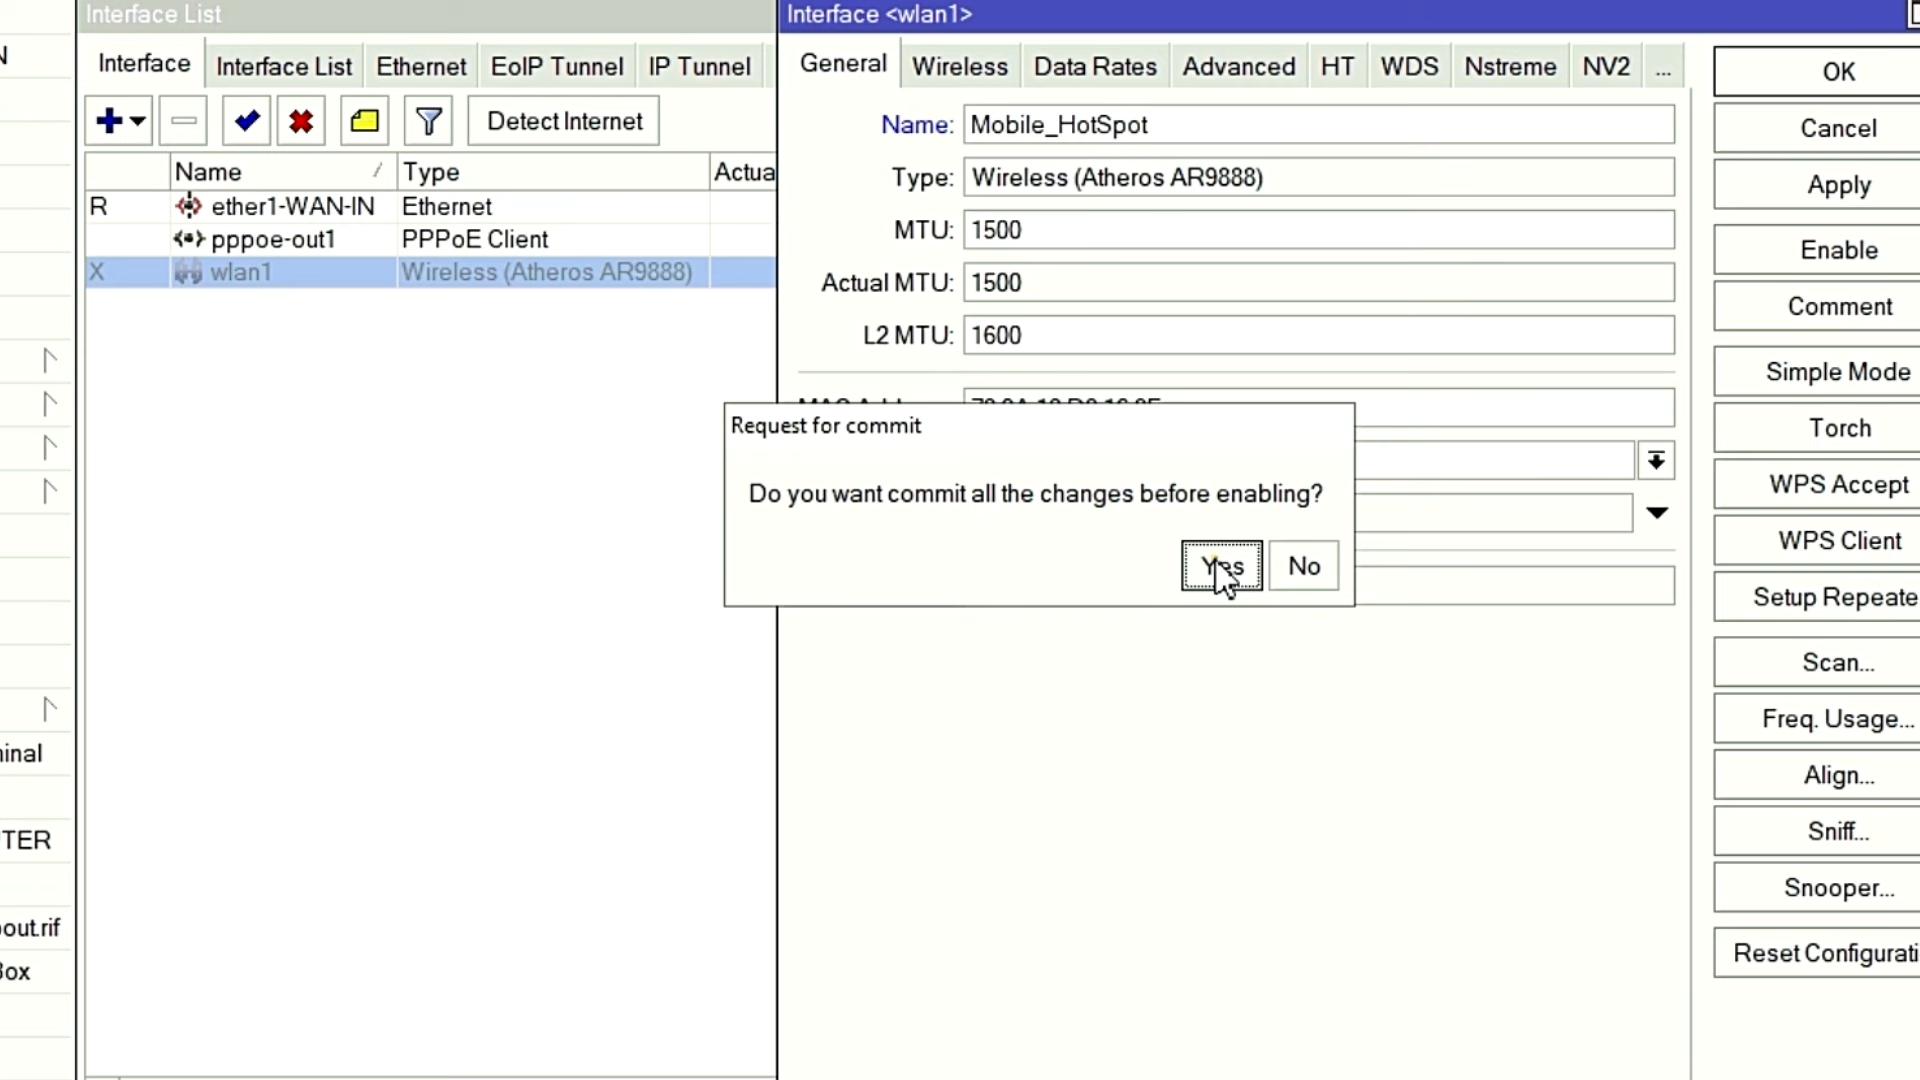 Interface List
Interface <wlan1>
N
Interface
Interface List
Ethernet
EoIP Tunnel
IP Tunnel
General
Wireless
Data Rates
Advanced
HT
WDS
Nstreme
NV2
...
Detect Internet
Name
Type
Actua
R
ether1-WAN-IN
Ethernet
pppoe-out1
PPPoE Client
X
wlan1
Wireless (Atheros AR9888)
Name:
Mobile_HotSpot
Type:
Wireless (Atheros AR9888)
MTU:
1500
Actual MTU:
1500
L2 MTU:
1600
Request for commit
Do you want commit all the changes before enabling?
Yes
No
OK
Cancel
Apply
Enable
Comment
Simple Mode
Torch
WPS Accept
WPS Client
Setup Repeate
Scan...
Freq. Usage...
Align...
Sniff...
Snooper...
Reset Configurati
ninal
TER
out.rif
Box